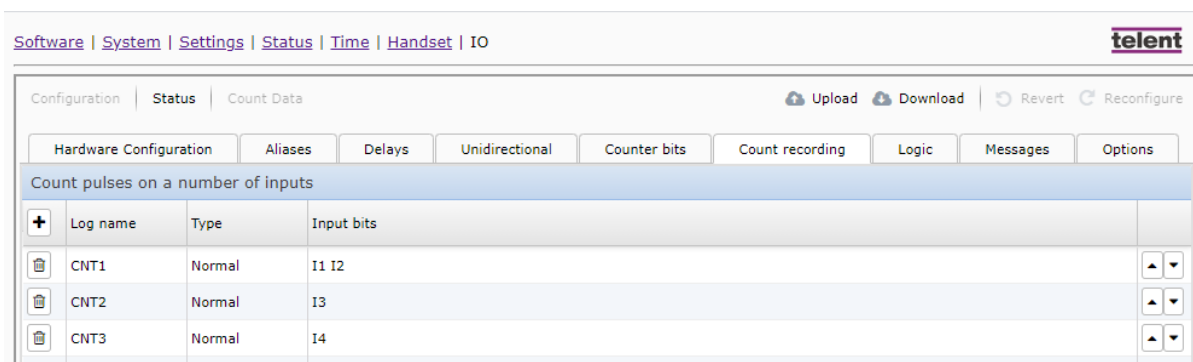 Software | System | Settings | Status | Time | Handset | IO
telent
Configuration | Status | Count Data
Upload Download | Revert Reconfigure
Hardware Configuration Aliases Delays Unidirectional Counter bits Count recording Logic Messages Options
Count pulses on a number of inputs
Log name Type Input bits
CNT1 Normal I1 I2
CNT2 Normal I3
CNT3 Normal I4